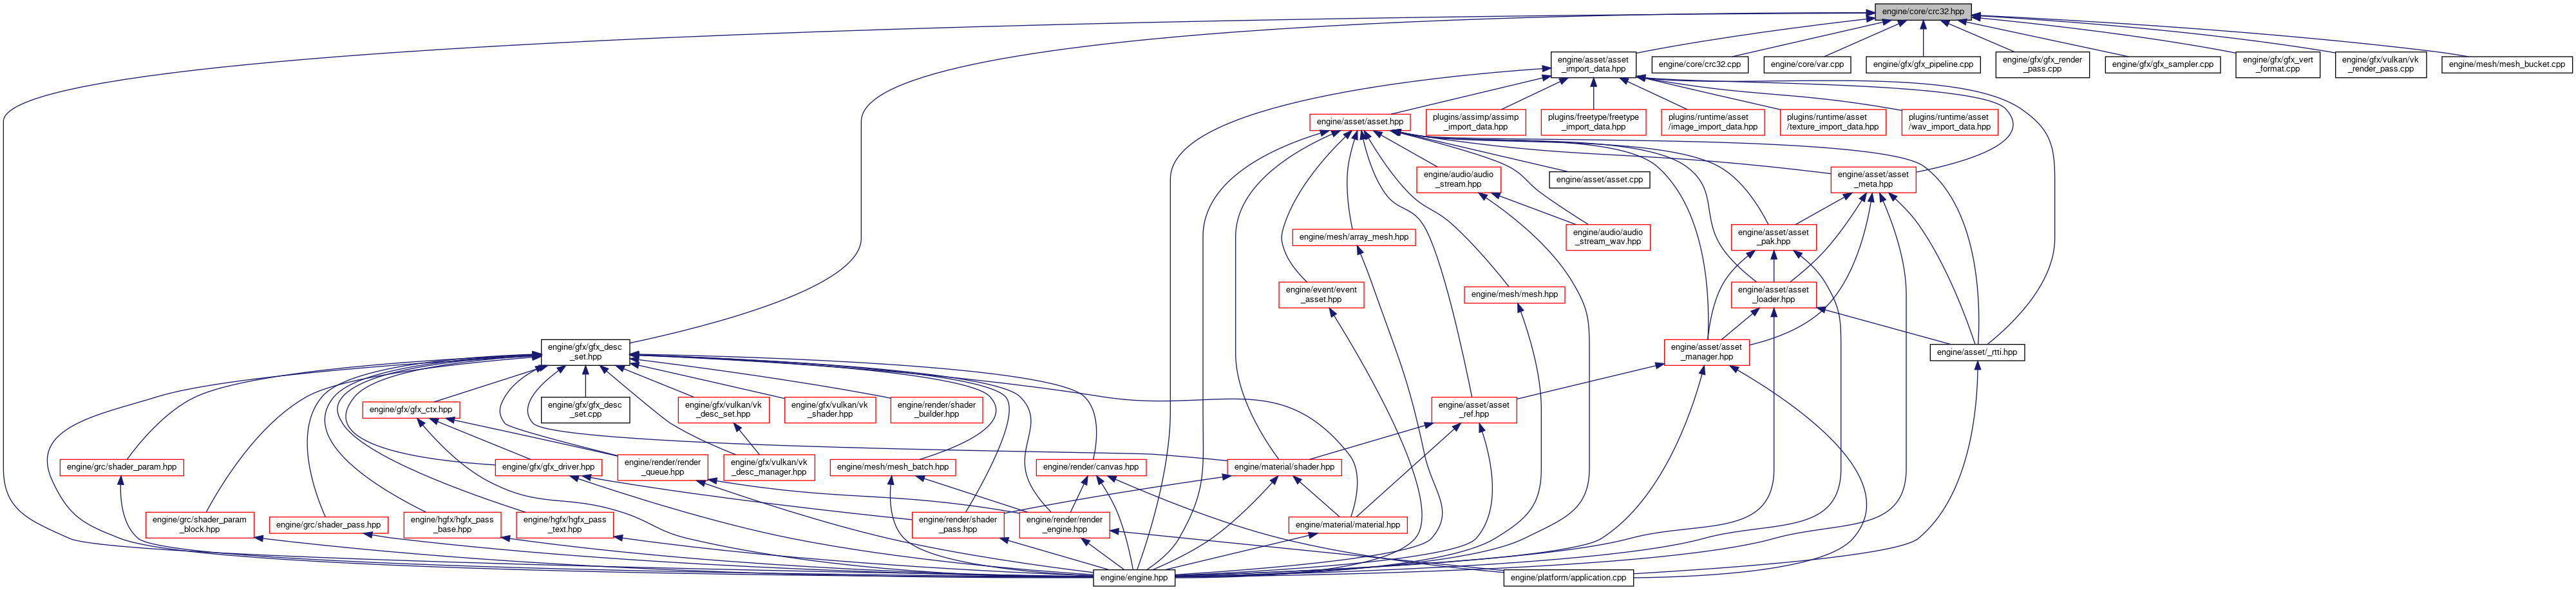 engine/core/crc32.hpp
engine/asset/asset
_import_data.hpp
engine/core/crc32.cpp
engine/core/var.cpp
engine/gfx/gfx_pipeline.cpp
engine/gfx/gfx_render
_pass.cpp
engine/gfx/gfx_sampler.cpp
engine/gfx/gfx_vert
_format.cpp
engine/gfx/vulkan/vk
_render_pass.cpp
engine/mesh/mesh_bucket.cpp
engine/asset/asset.hpp
plugins/assimp/assimp
_import_data.hpp
plugins/freetype/freetype
_import_data.hpp
plugins/runtime/asset
/image_import_data.hpp
plugins/runtime/asset
/texture_import_data.hpp
plugins/runtime/asset
/wav_import_data.hpp
engine/audio/audio
_stream.hpp
engine/asset/asset.cpp
engine/asset/asset
_meta.hpp
engine/mesh/array_mesh.hpp
engine/audio/audio
_stream_wav.hpp
engine/asset/asset
_pak.hpp
engine/event/event
_asset.hpp
engine/mesh/mesh.hpp
engine/asset/asset
_loader.hpp
engine/gfx/gfx_desc
_set.hpp
engine/asset/asset
_manager.hpp
engine/asset/_rtti.hpp
engine/gfx/gfx_ctx.hpp
engine/gfx/gfx_desc
_set.cpp
engine/gfx/vulkan/vk
_desc_set.hpp
engine/gfx/vulkan/vk
_shader.hpp
engine/render/shader
_builder.hpp
engine/asset/asset
_ref.hpp
engine/grc/shader_param.hpp
engine/gfx/gfx_driver.hpp
engine/render/render
_queue.hpp
engine/gfx/vulkan/vk
_desc_manager.hpp
engine/mesh/mesh_batch.hpp
engine/render/canvas.hpp
engine/material/shader.hpp
engine/grc/shader_param
_block.hpp
engine/grc/shader_pass.hpp
engine/hgfx/hgfx_pass
_base.hpp
engine/hgfx/hgfx_pass
_text.hpp
engine/render/shader
_pass.hpp
engine/render/render
_engine.hpp
engine/material/material.hpp
engine/engine.hpp
engine/platform/application.cpp